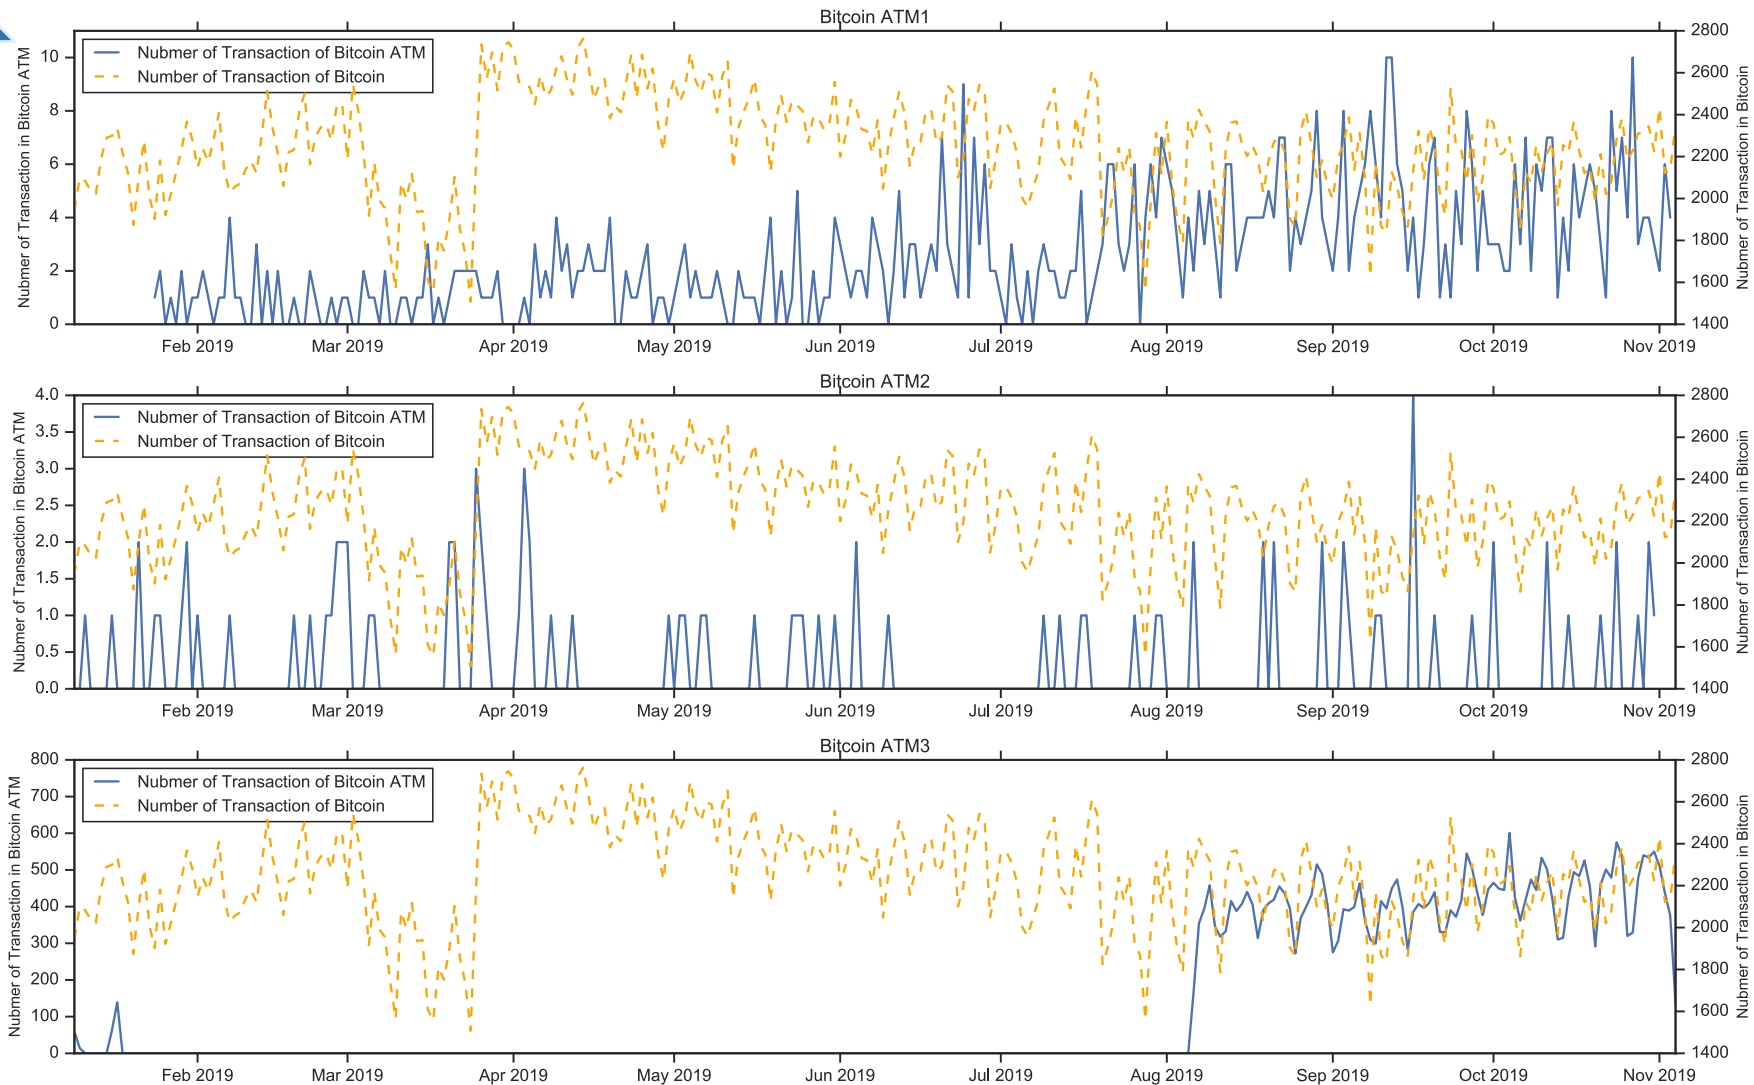 Bitcoin ATM1
Nubmer of Transaction of Bitcoin ATM
Nimber of Transaction of Bitcoin
Nubmer of Transaction in Bitcoin ATM
0
2
4
6
8
10
1400
1600
1800
2000
2200
2400
2600
2800
Nubmer of Transaction in Bitcoin
Feb 2019 Mar 2019 Apr 2019 May 2019 Jun 2019 Jul 2019 Aug 2019 Sep 2019 Oct 2019 Nov 2019
Bitcoin ATM2
Nubmer of Transaction of Bitcoin ATM
Nimber of Transaction of Bitcoin
Nubmer of Transaction in Bitcoin ATM
0.0
0.5
1.0
1.5
2.0
2.5
3.0
3.5
4.0
1400
1600
1800
2000
2200
2400
2600
2800
Nubmer of Transaction in Bitcoin
Feb 2019 Mar 2019 Apr 2019 May 2019 Jun 2019 Jul 2019 Aug 2019 Sep 2019 Oct 2019 Nov 2019
Bitcoin ATM3
Nubmer of Transaction of Bitcoin ATM
Nimber of Transaction of Bitcoin
Nubmer of Transaction in Bitcoin ATM
0
100
200
300
400
500
600
700
800
1400
1600
1800
2000
2200
2400
2600
2800
Nubmer of Transaction in Bitcoin
Feb 2019 Mar 2019 Apr 2019 May 2019 Jun 2019 Jul 2019 Aug 2019 Sep 2019 Oct 2019 Nov 2019